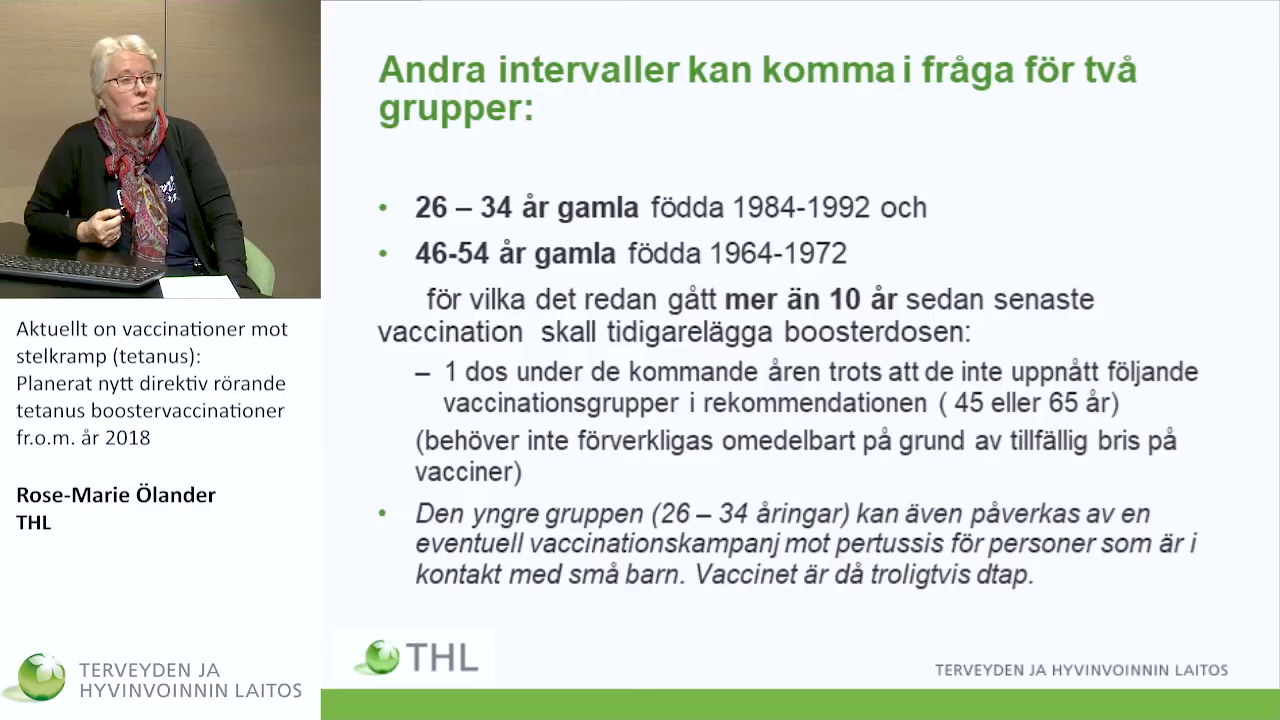 Andra intervaller kan komma i fråga för två
grupper:
• 26 – 34 år gamla födda 1984-1992 och
• 46-54 år gamla födda 1964-1972
för vilka det redan gått mer än 10 år sedan senaste
vaccination skall tidigarelägga boosterdosen:
– 1 dos under de kommande åren trots att de inte uppnått följande
vaccinationsgrupper i rekommendationen ( 45 eller 65 år)
(behöver inte förverkligas omedelbart på grund av tillfällig bris på
vacciner)
• Den yngre gruppen (26 – 34 åringar) kan även påverkas av en
eventuell vaccinationskampanj mot pertussis för personer som är i
kontakt med små barn. Vaccinet är då troligtvis dtap.
THL
TERVEYDEN JA HYVINVOINNIN LAITOS
Aktuellt on vaccinationer mot
stelkramp (tetanus):
Planerat nytt direktiv rörande
tetanus boostervaccinationer
fr.o.m. år 2018
Rose-Marie Ölander
THL
TERVEYDEN JA
HYVINVOINNIN LAITOS